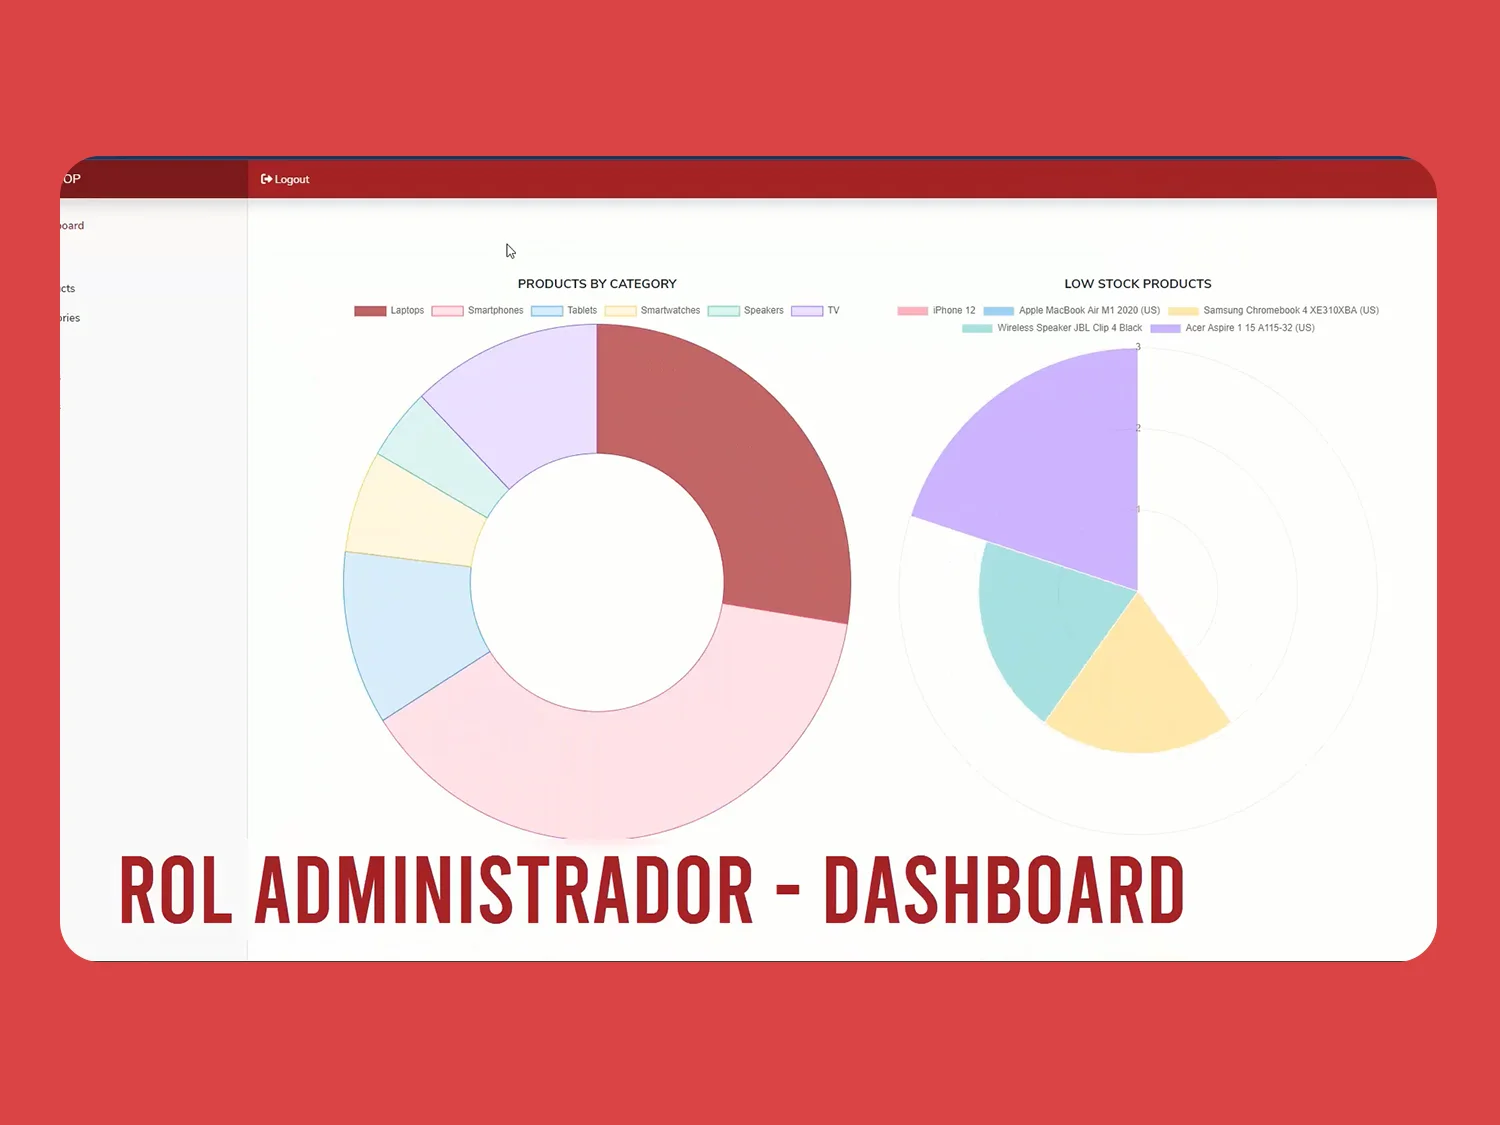 OP
Logout
board
cts
ories
PRODUCTS BY CATEGORY
Laptops Smartphones Tablets Smartwatches Speakers TV
LOW STOCK PRODUCTS
iPhone 12 Apple MacBook Air M1 2020 (US) Samsung Chromebook 4 XE310XBA (US)
Wireless Speaker JBL Clip 4 Black Acer Aspire 1 15 A115-32 (US)
3
2
1
ROL ADMINISTRADOR - DASHBOARD